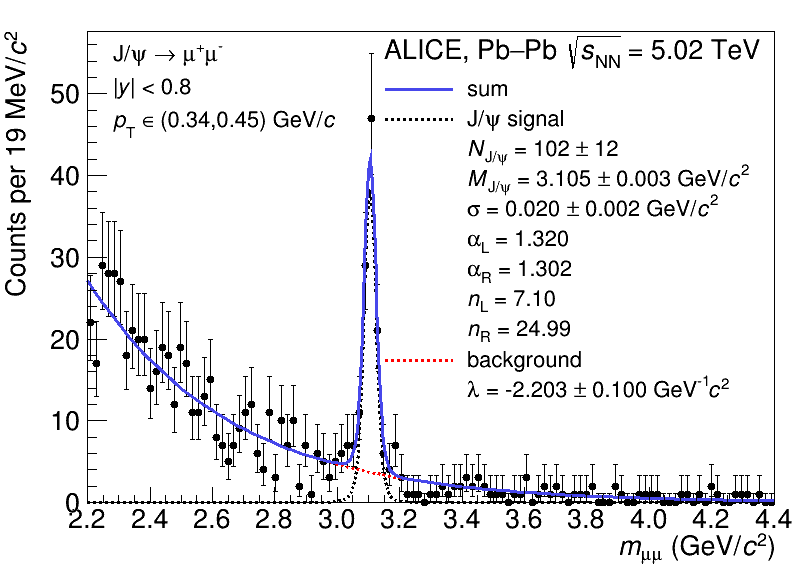 J/ψ → μ⁺μ⁻
|y| < 0.8
p_T ∈ (0.34,0.45) GeV/c
ALICE, Pb–Pb √s_NN = 5.02 TeV
sum
J/ψ signal
N_J/ψ = 102 ± 12
M_J/ψ = 3.105 ± 0.003 GeV/c²
σ = 0.020 ± 0.002 GeV/c²
α_L = 1.320
α_R = 1.302
n_L = 7.10
n_R = 24.99
background
λ = -2.203 ± 0.100 GeV⁻¹c²
Counts per 19 MeV/c²
50
40
30
20
10
0
2.2 2.4 2.6 2.8 3.0 3.2 3.4 3.6 3.8 4.0 4.2 4.4
m_μμ (GeV/c²)